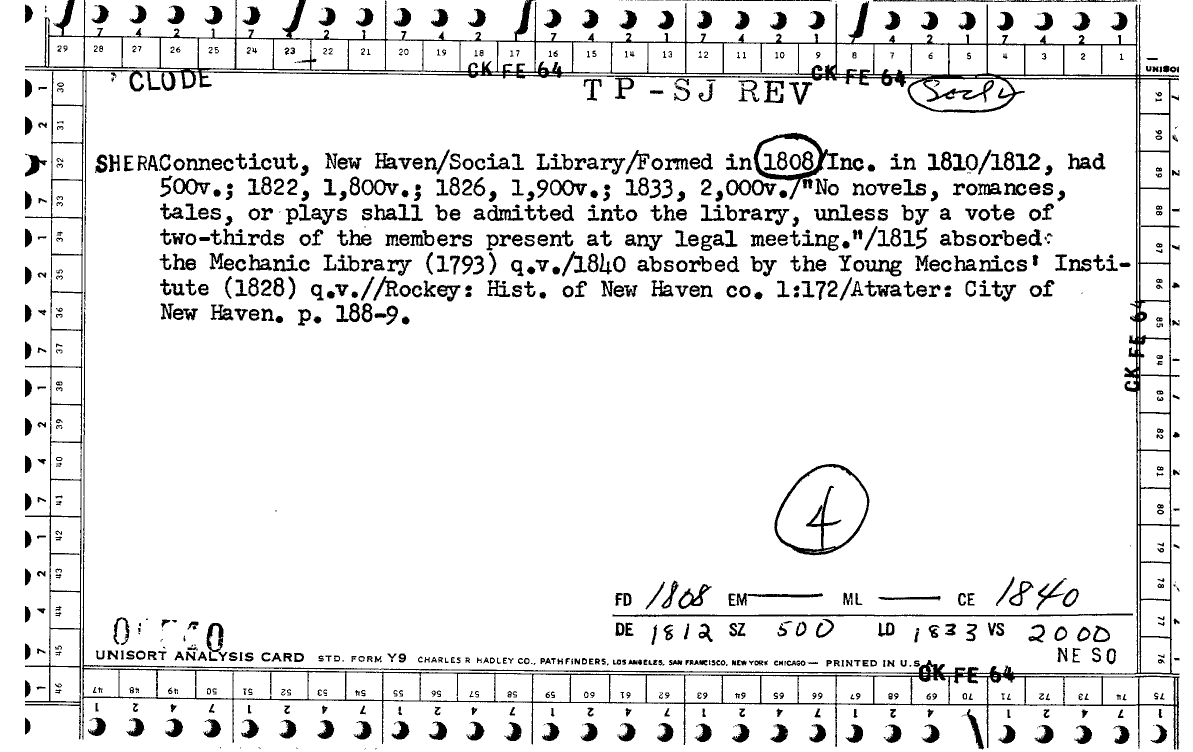 7 4 2 1 7 4 2 1 7 4 2 1 7 4 2 1 7 4 2 1 7 4 2 1 7 4 2 1
29 28 27 26 25 24 23 22 21 20 19 18 17 16 15 14 13 12 11 10 9 8 7 6 5 4 3 2 1
CK FE 64 CK FE 64 UNISO
CLODE TP-SJ REV Socly
SHERA Connecticut, New Haven/Social Library/Formed in 1808/Inc. in 1810/1812, had
500v.; 1822, 1,800v.; 1826, 1,900v.; 1833, 2,000v./"No novels, romances,
tales, or plays shall be admitted into the library, unless by a vote of
two-thirds of the members present at any legal meeting."/1815 absorbed
the Mechanic Library (1793) q.v./1840 absorbed by the Young Mechanics' Insti-
tute (1828) q.v.//Rockey: Hist. of New Haven co. 1:172/Atwater: City of
New Haven. p. 188-9.
CK FE 64
4
FD 1808 EM ML CE 1840
DE 1812 SZ 500 LD 1833 VS 2000
NE SO
UNISORT ANALYSIS CARD STD. FORM Y9 CHARLES R HADLEY CO., PATHFINDERS, LOS ANGELES, SAN FRANCISCO, NEW YORK CHICAGO — PRINTED IN U.S.A.
CK FE 64
30 31 32 33 34 35 36 37 38 39 40 41 42 43 44 45 46
91 90 89 88 87 86 85 84 83 82 81 80 79 78 77 76
47 48 49 50 51 52 53 54 55 56 57 58 59 60 61 62 63 64 65 66 67 68 69 70 71 72 73 74 75
1 2 4 7 1 2 4 7 1 2 4 7 1 2 4 7 1 2 4 7 1 2 4 7 1 2 4 7 1